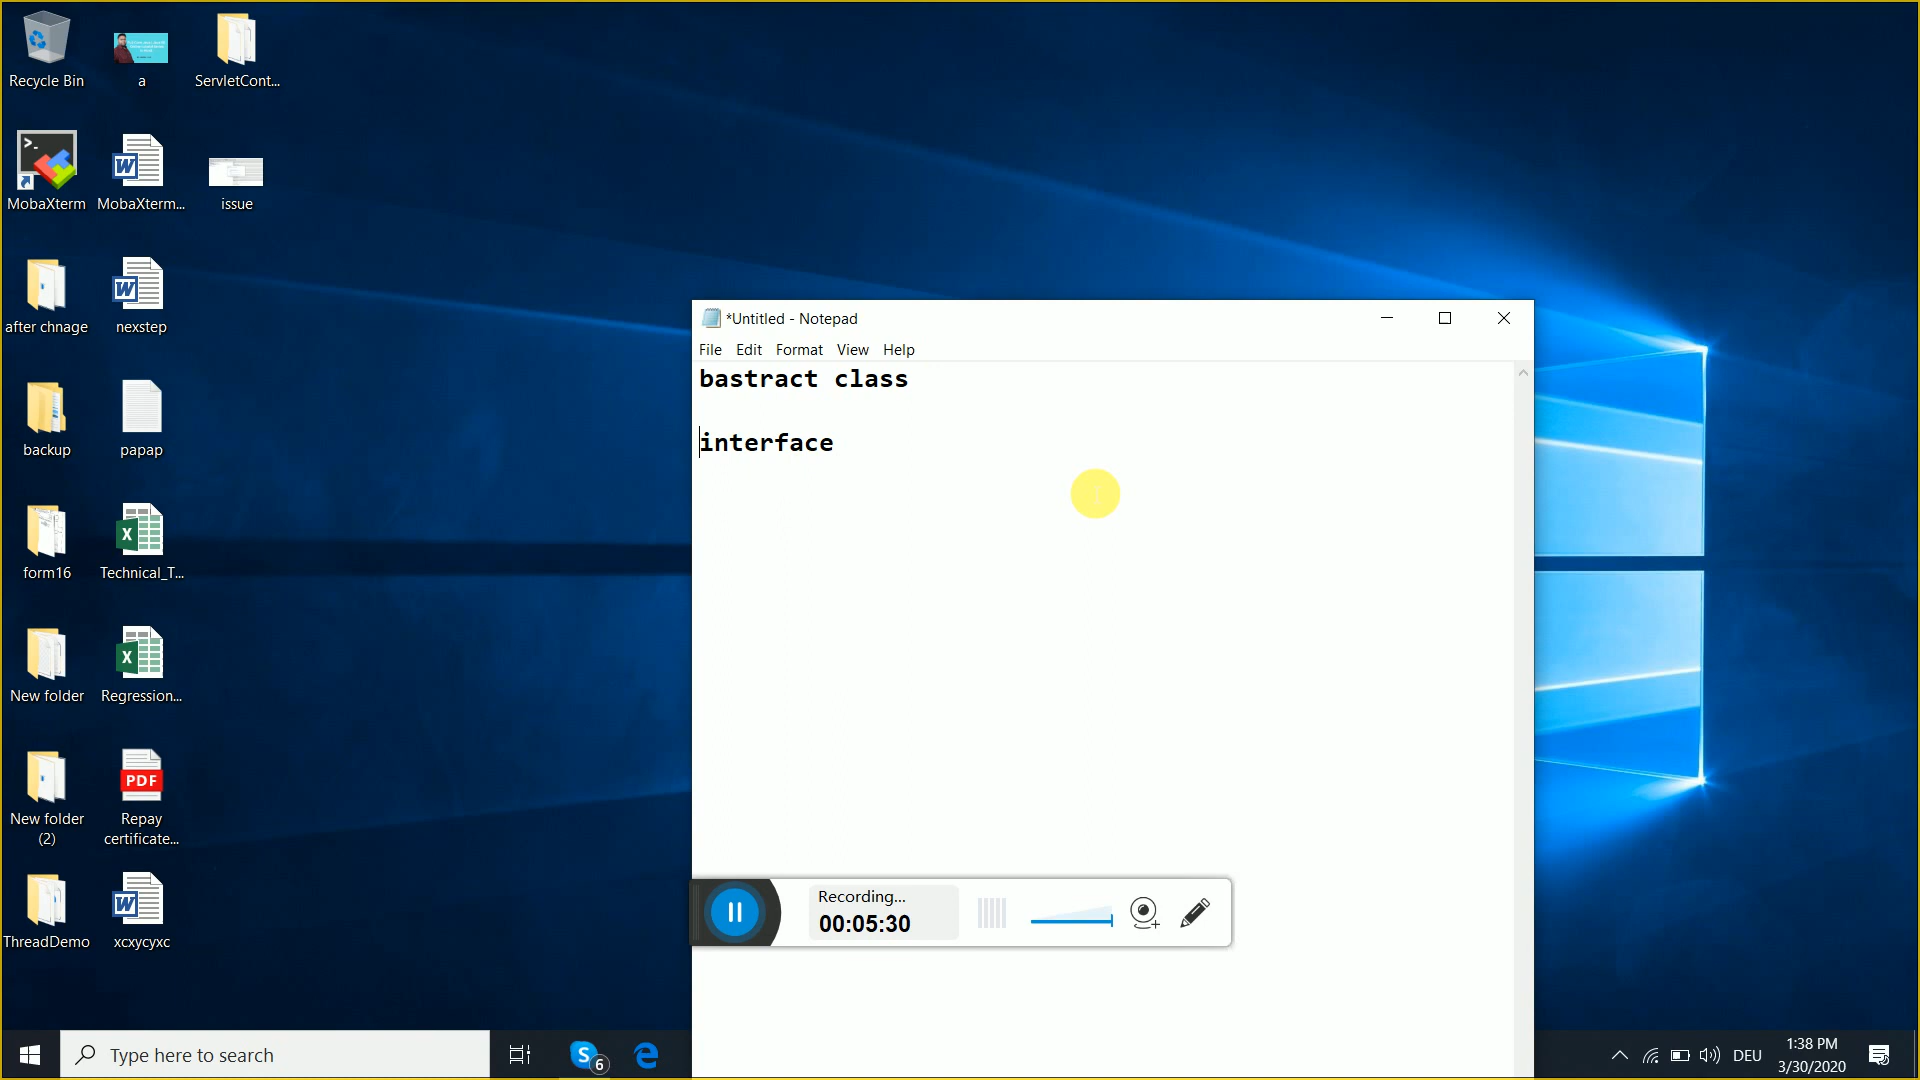 Recycle Bin
a
ServletCont...
MobaXterm
MobaXterm...
issue
after chnage
nexstep
backup
papap
form16
Technical_T...
New folder
Regression...
New folder
(2)
PDF
Repay
certificate...
ThreadDemo
xcxycyxc
*Untitled - Notepad
File Edit Format View Help
bastract class
interface
Recording...
00:05:30
Type here to search
6
DEU
1:38 PM
3/30/2020